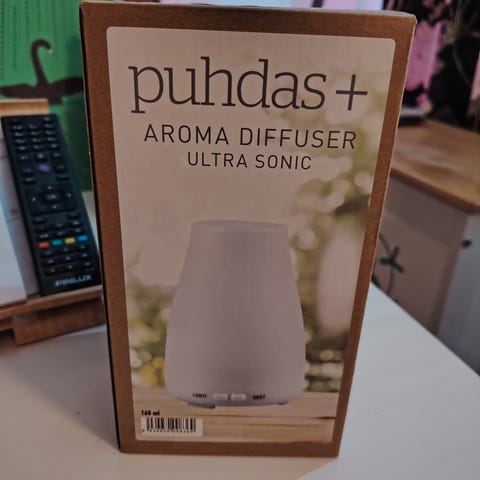 puhdas+
AROMA DIFFUSER
ULTRA SONIC
LIGHT
MIST
160 ml
FINLUX